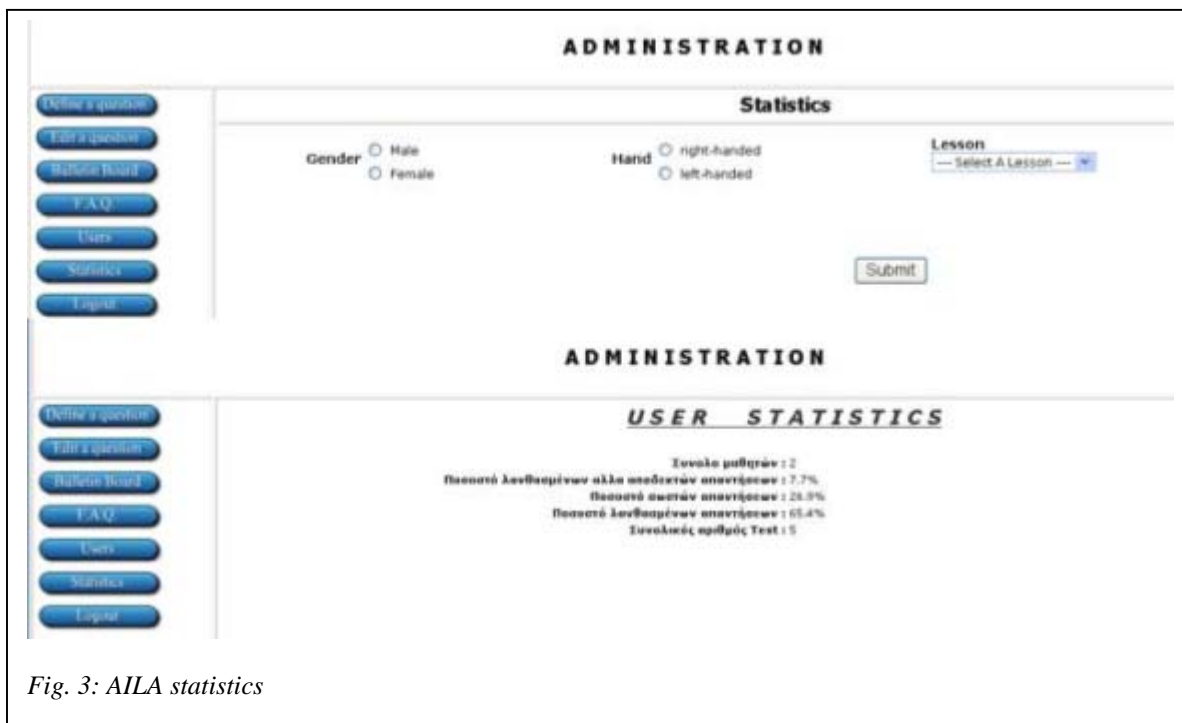 ADMINISTRATION
Define a question
Edit a question
Bulletin Board
F.A.Q.
Users
Statistics
Logout
Statistics
Gender
Male
Female
Hand
right-handed
left-handed
Lesson
--- Select A Lesson ---
Submit
ADMINISTRATION
Define a question
Edit a question
Bulletin Board
F.A.Q.
Users
Statistics
Logout
USER STATISTICS
Συνολο μαθητών : 2
Ποσοστό λανθασμένων αλλα αποδεκτών απαντήσεων : 7.7%
Ποσοστό σωστών απαντήσεων : 26.9%
Ποσοστό λανθασμένων απαντήσεων : 65.4%
Συνολικός αριθμός Test : 5
Fig. 3: AILA statistics